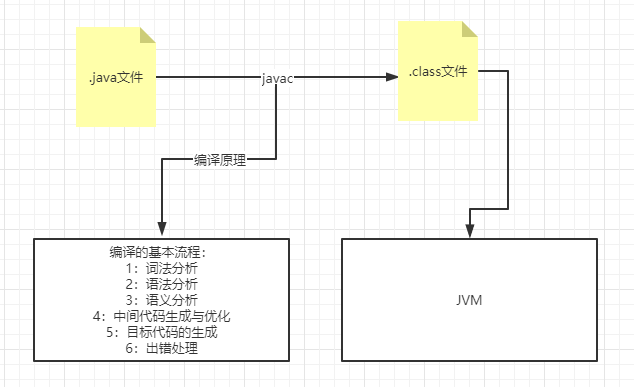 .java文件
javac
.class文件
编译原理
编译的基本流程：
1：词法分析
2：语法分析
3：语义分析
4：中间代码生成与优化
5：目标代码的生成
6：出错处理
JVM